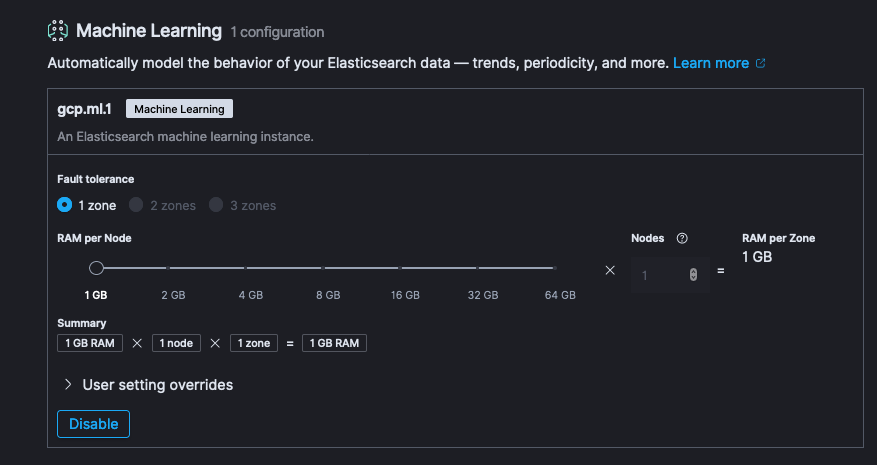 Machine Learning 1 configuration
Automatically model the behavior of your Elasticsearch data — trends, periodicity, and more. Learn more
gcp.ml.1 Machine Learning
An Elasticsearch machine learning instance.
Fault tolerance
1 zone 2 zones 3 zones
RAM per Node Nodes RAM per Zone
1 GB
× 1 =
1 GB 2 GB 4 GB 8 GB 16 GB 32 GB 64 GB
Summary
1 GB RAM × 1 node × 1 zone = 1 GB RAM
User setting overrides
Disable